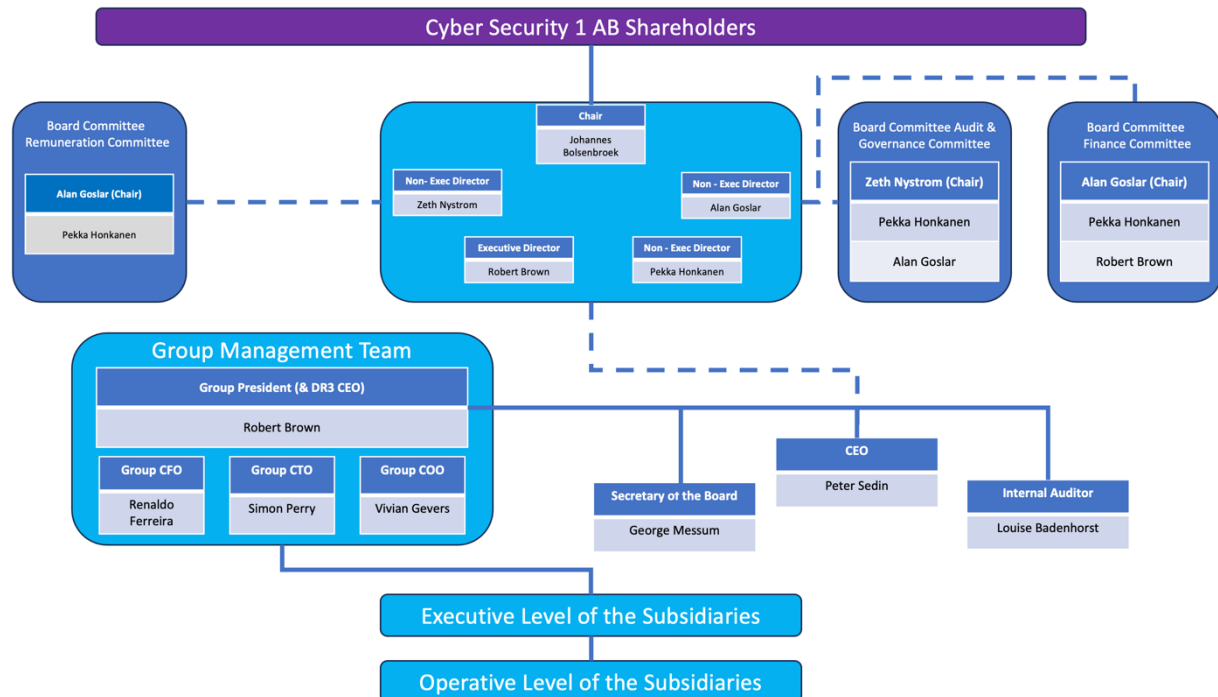 Cyber Security 1 AB Shareholders
Board Committee
Remuneration Committee
Alan Goslar (Chair)
Pekka Honkanen
Chair
Johannes
Bolsenbroek
Non- Exec Director
Zeth Nystrom
Non - Exec Director
Alan Goslar
Executive Director
Robert Brown
Non - Exec Director
Pekka Honkanen
Board Committee Audit &
Governance Committee
Zeth Nystrom (Chair)
Pekka Honkanen
Alan Goslar
Board Committee
Finance Committee
Alan Goslar (Chair)
Pekka Honkanen
Robert Brown
Group Management Team
Group President (& DR3 CEO)
Robert Brown
Group CFO
Renaldo
Ferreira
Group CTO
Simon Perry
Group COO
Vivian Gevers
Secretary of the Board
George Messum
CEO
Peter Sedin
Internal Auditor
Louise Badenhorst
Executive Level of the Subsidiaries
Operative Level of the Subsidiaries